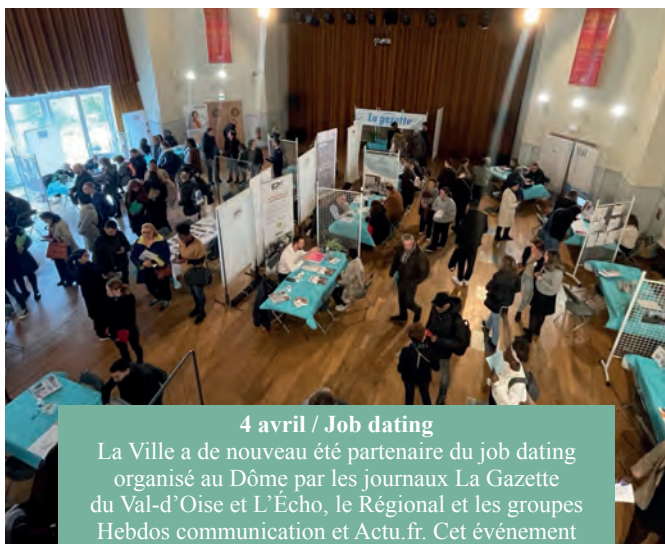 La gazette
4 avril / Job dating
La Ville a de nouveau été partenaire du job dating
organisé au Dôme par les journaux La Gazette
du Val-d’Oise et L’Écho, le Régional et les groupes
Hebdos communication et Actu.fr. Cet événement